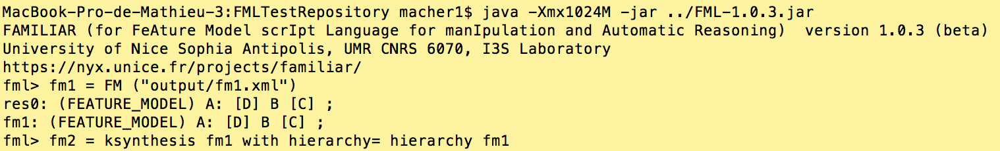 MacBook-Pro-de-Mathieu-3:FMLTestRepository macher1$ java -Xmx1024M -jar ../FML-1.0.3.jar
FAMILIAR (for FeAture Model scrIpt Language for manIpulation and Automatic Reasoning)  version 1.0.3 (beta)
University of Nice Sophia Antipolis, UMR CNRS 6070, I3S Laboratory
https://nyx.unice.fr/projects/familiar/
fml> fm1 = FM ("output/fm1.xml")
res0: (FEATURE_MODEL) A: [D] B [C] ;
fm1: (FEATURE_MODEL) A: [D] B [C] ;
fml> fm2 = ksynthesis fm1 with hierarchy= hierarchy fm1